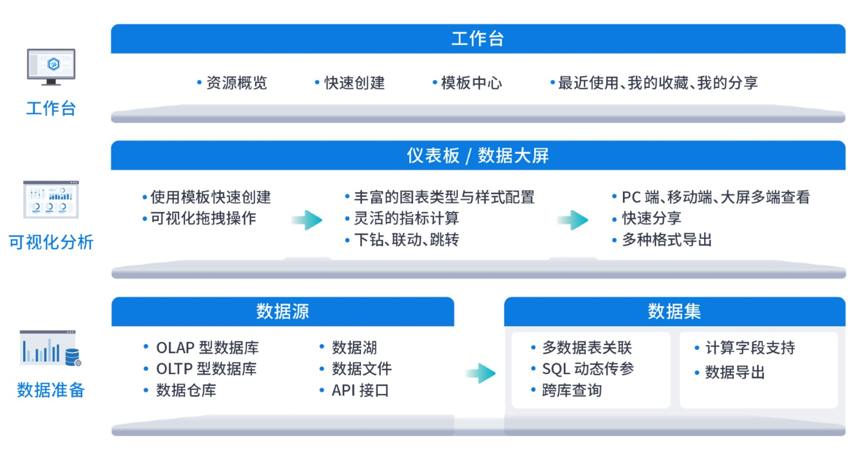 工作台
工作台
• 资源概览 • 快速创建 • 模板中心 • 最近使用、我的收藏、我的分享
可视化分析
仪表板 / 数据大屏
• 使用模板快速创建
• 可视化拖拽操作
• 丰富的图表类型与样式配置
• 灵活的指标计算
• 下钻、联动、跳转
• PC 端、移动端、大屏多端查看
• 快速分享
• 多种格式导出
数据准备
数据源
• OLAP 型数据库
• OLTP 型数据库
• 数据仓库
• 数据湖
• 数据文件
• API 接口
数据集
• 多数据表关联
• SQL 动态传参
• 跨库查询
• 计算字段支持
• 数据导出